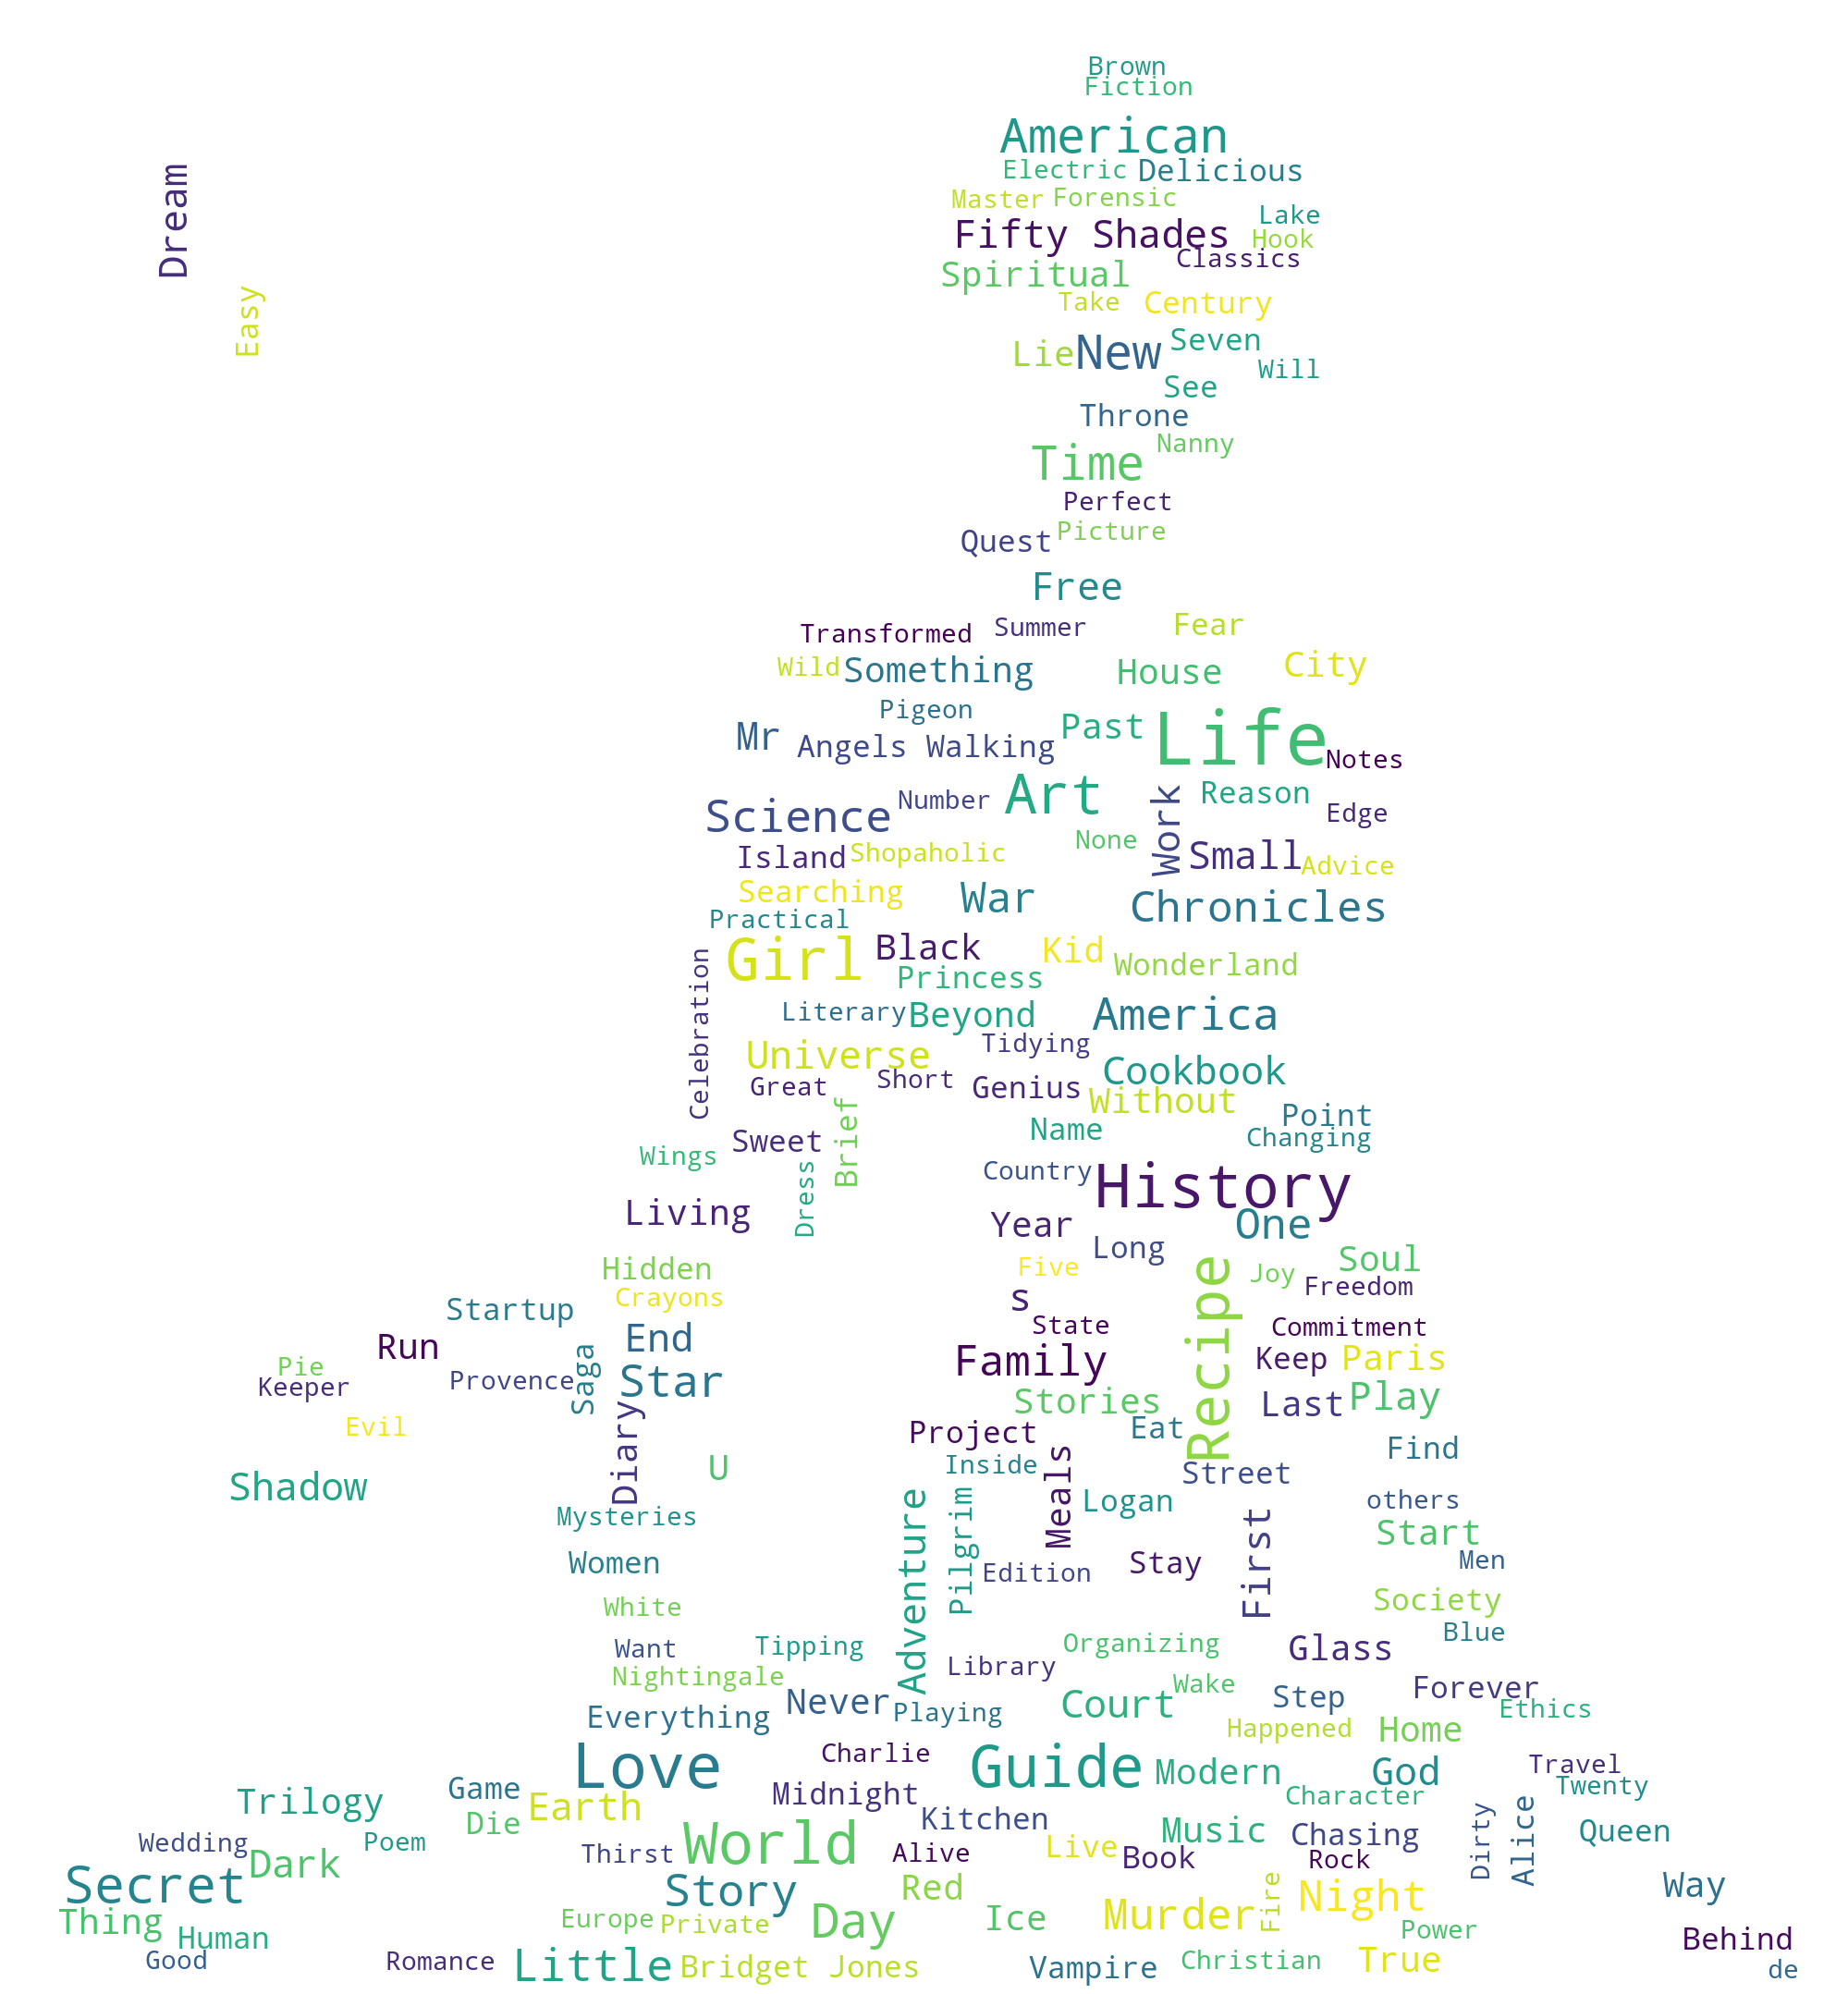 Brown
Fiction
American
Dream
Electric Delicious
Master Forensic
Lake
Fifty Shades
Hook
Classics
Spiritual
Easy
Take Century
Seven
Lie New
Will
See
Throne
Nanny
Time
Perfect
Picture
Quest
Free
Fear
Summer
Transformed
City
Wild Something House
Pigeon
Past
Mr Angels Walking
Life
Notes
Art
Reason
Number
Science
Edge
Work
None
Island Shopaholic
Small Advice
Searching War
Chronicles
Practical
Black Kid
Girl
Wonderland
Princess
Literary Beyond America
Celebration
Tidying
Universe
Cookbook
Great Short Genius
Without
Point
Name
Changing
Sweet Brief
Wings
Country
History
Dress
Living
Year One
Long
Soul
Hidden
Five
Joy Freedom
Crayons
s
Startup
State Commitment
End
Run
Family
Recipe
Keep Paris
Pie
Saga
Keeper Provence Star
Stories
Last Play
Evil
Project Eat
Find
Diary
U
Inside
Street
Shadow
Meals
Logan
others
Mysteries
Start
Adventure
Pilgrim
Women
Edition Stay
First
Men
White
Society
Blue
Want Tipping
Organizing
Glass
Library
Nightingale
Wake
Forever
Never
Court
Step
Everything
Playing
Ethics
Happened Home
Charlie
Love
Guide
Modern God
Travel
Game
Midnight
Twenty
Trilogy
Earth
Character
Die
Kitchen
Music Chasing
Dirty
Alice
Queen
Wedding
Poem
World
Live
Thirst
Alive
Book
Rock
Dark
Secret
Story
Red
Night
Way
Thing
Europe Private
Day
Ice
Murder
Fire
Power
Human
Behind
Good
Romance
Little
Bridget Jones
Vampire
Christian
True
de